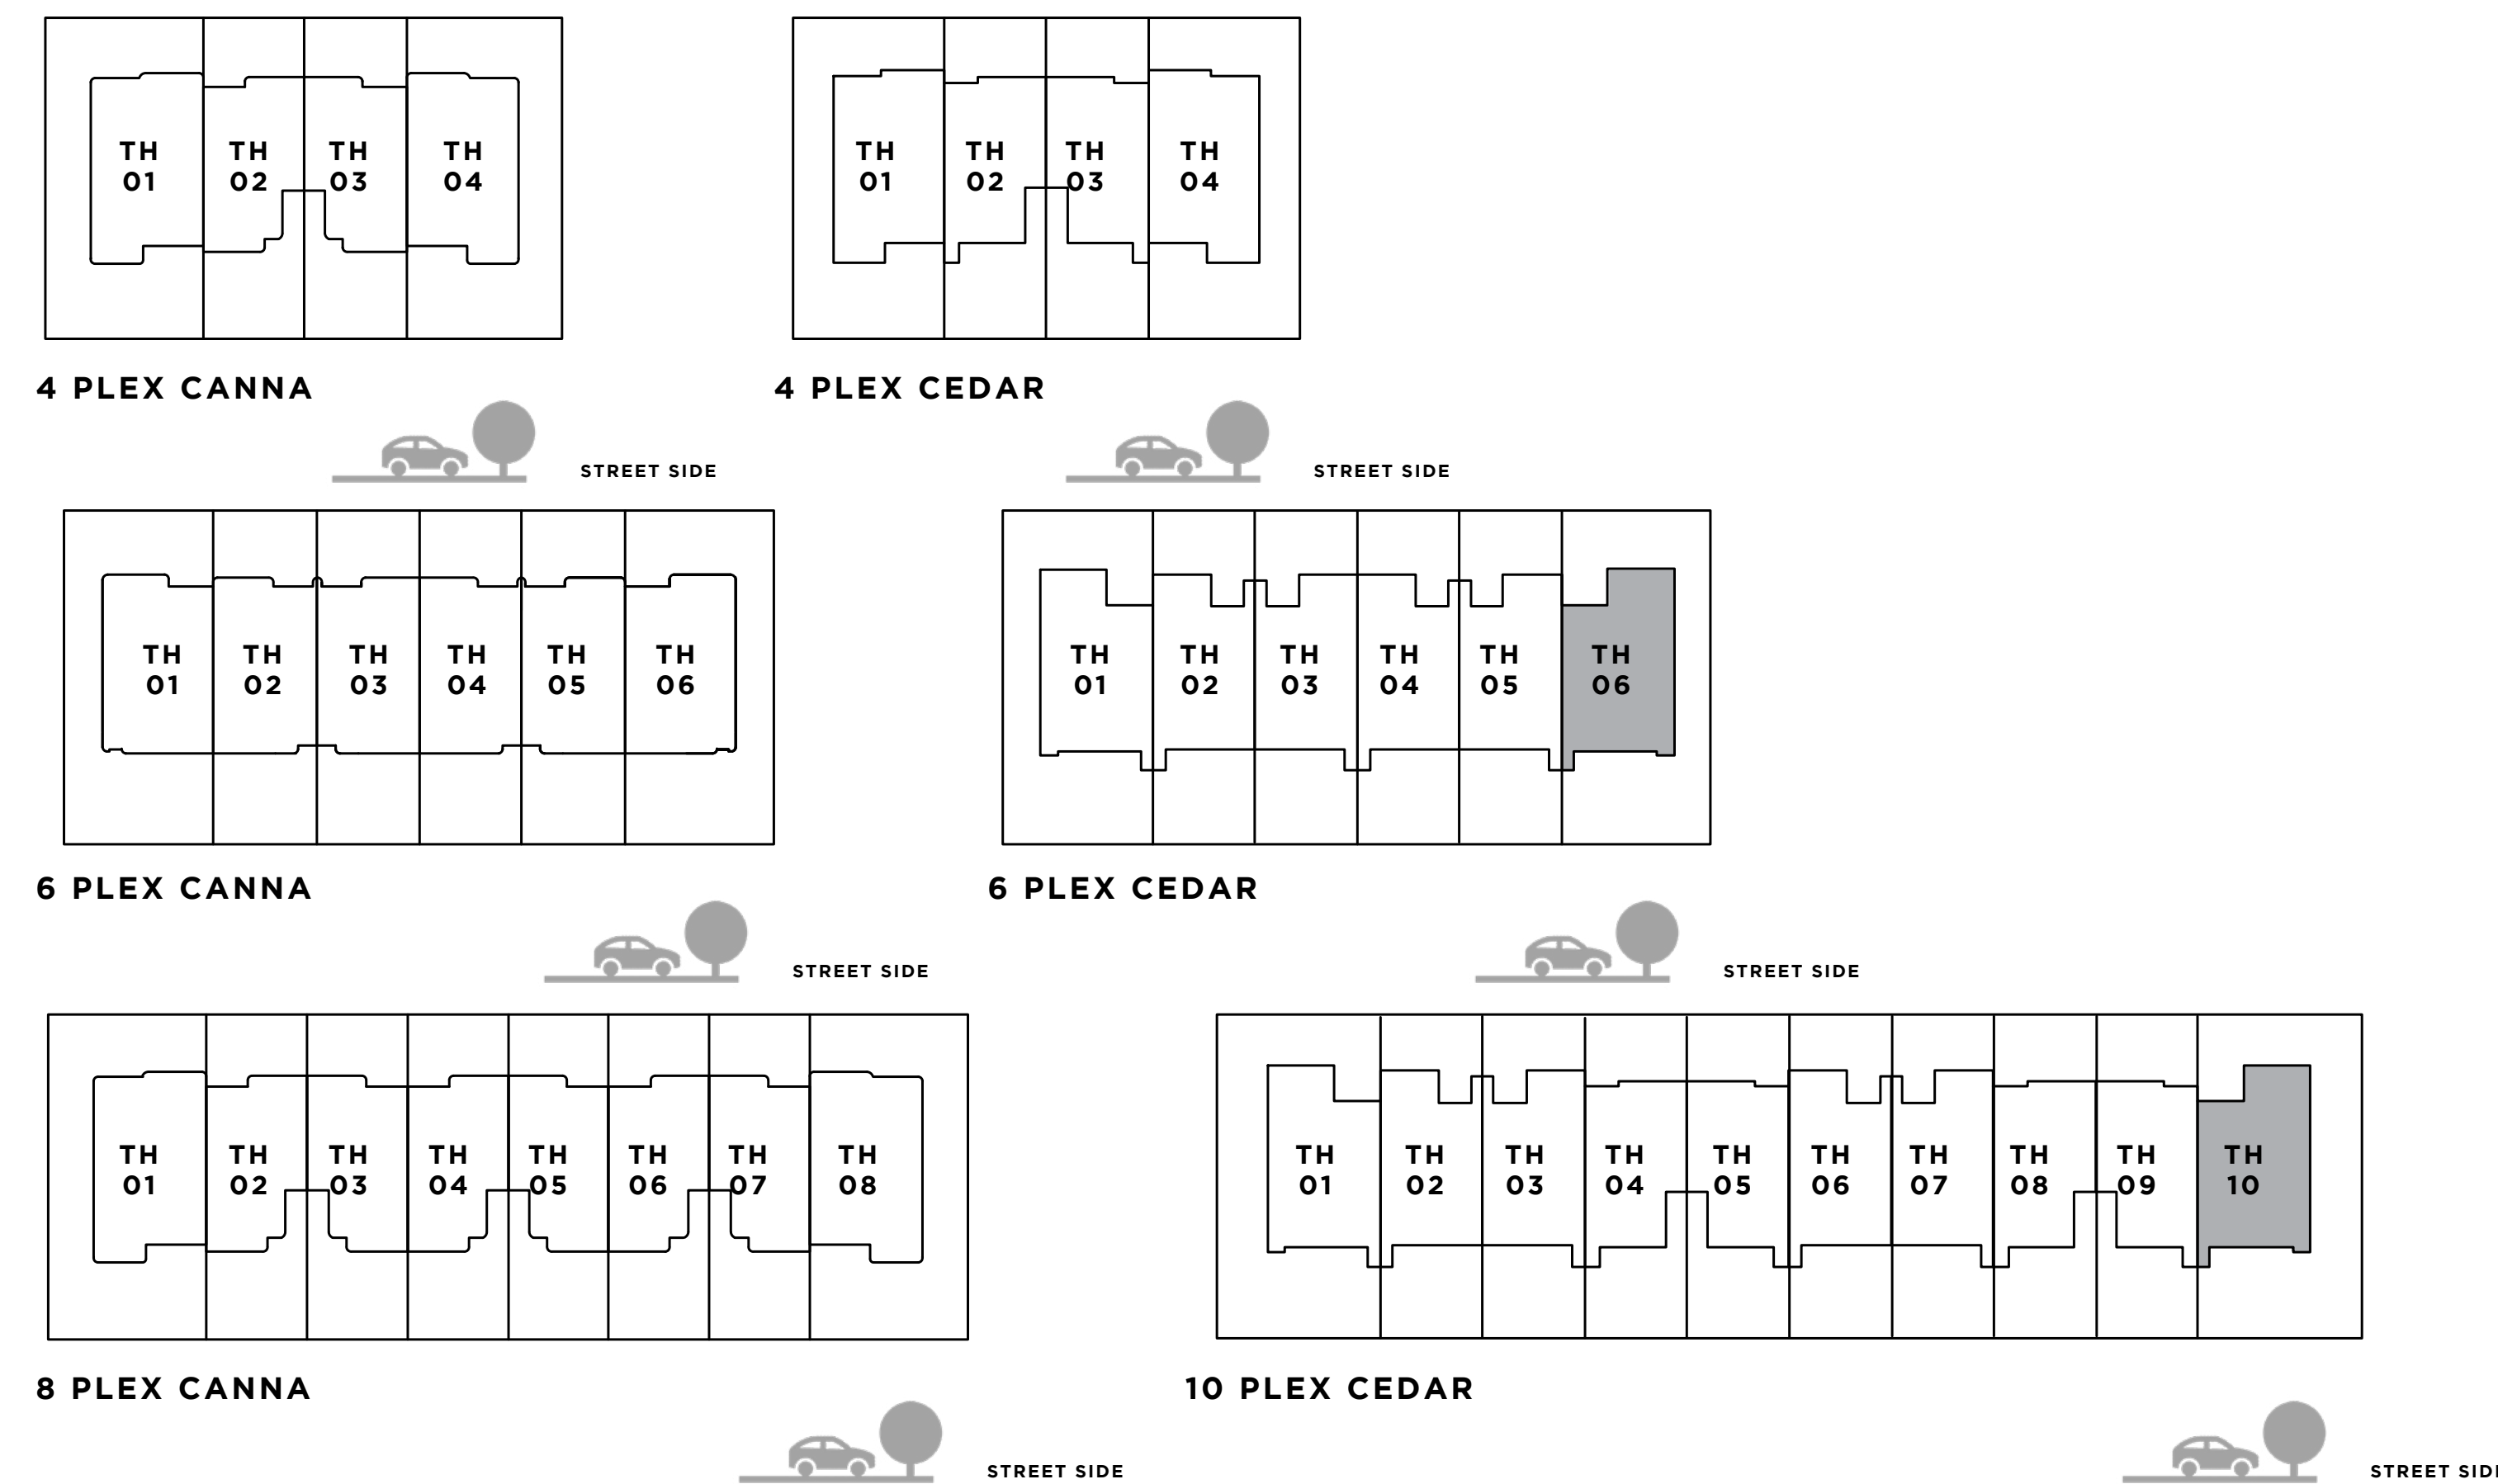 TH
01
TH
02
TH
03
TH
04
4 PLEX CANNA
STREET SIDE
TH
01
TH
02
TH
03
TH
04
4 PLEX CEDAR
STREET SIDE
TH
01
TH
02
TH
03
TH
04
TH
05
TH
06
6 PLEX CANNA
STREET SIDE
TH
01
TH
02
TH
03
TH
04
TH
05
TH
06
6 PLEX CEDAR
STREET SIDE
TH
01
TH
02
TH
03
TH
04
TH
05
TH
06
TH
07
TH
08
8 PLEX CANNA
STREET SIDE
TH
01
TH
02
TH
03
TH
04
TH
05
TH
06
TH
07
TH
08
TH
09
TH
10
10 PLEX CEDAR
STREET SIDE